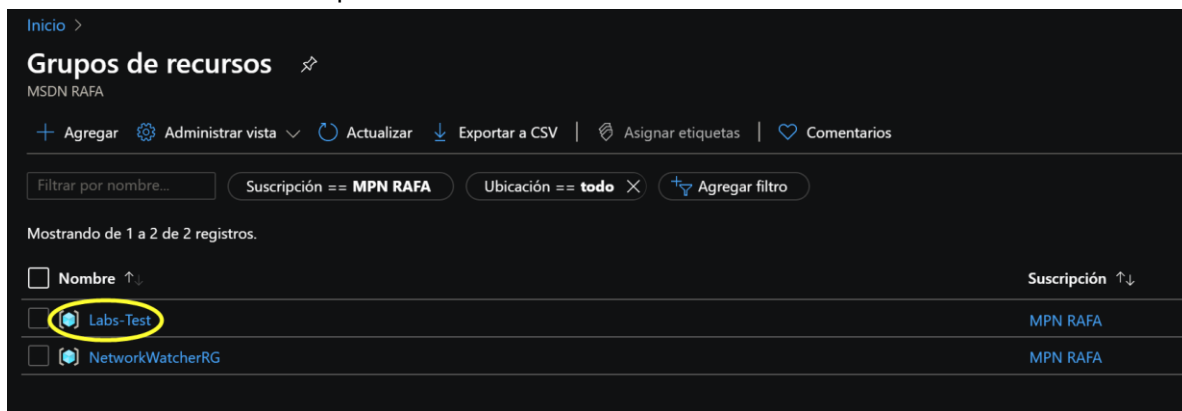 Inicio >
Grupos de recursos
MSDN RAFA
Agregar Administrar vista Actualizar Exportar a CSV Asignar etiquetas Comentarios
Filtrar por nombre... Suscripción == MPN RAFA Ubicación == todo Agregar filtro
Mostrando de 1 a 2 de 2 registros.
Nombre Suscripción
Labs-Test MPN RAFA
NetworkWatcherRG MPN RAFA